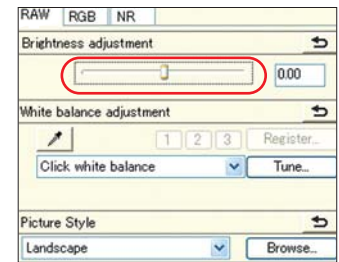 RAW RGB NR
Brightness adjustment
0.00
White balance adjustment
1 2 3 Register...
Click white balance Tune...
Picture Style
Landscape Browse...